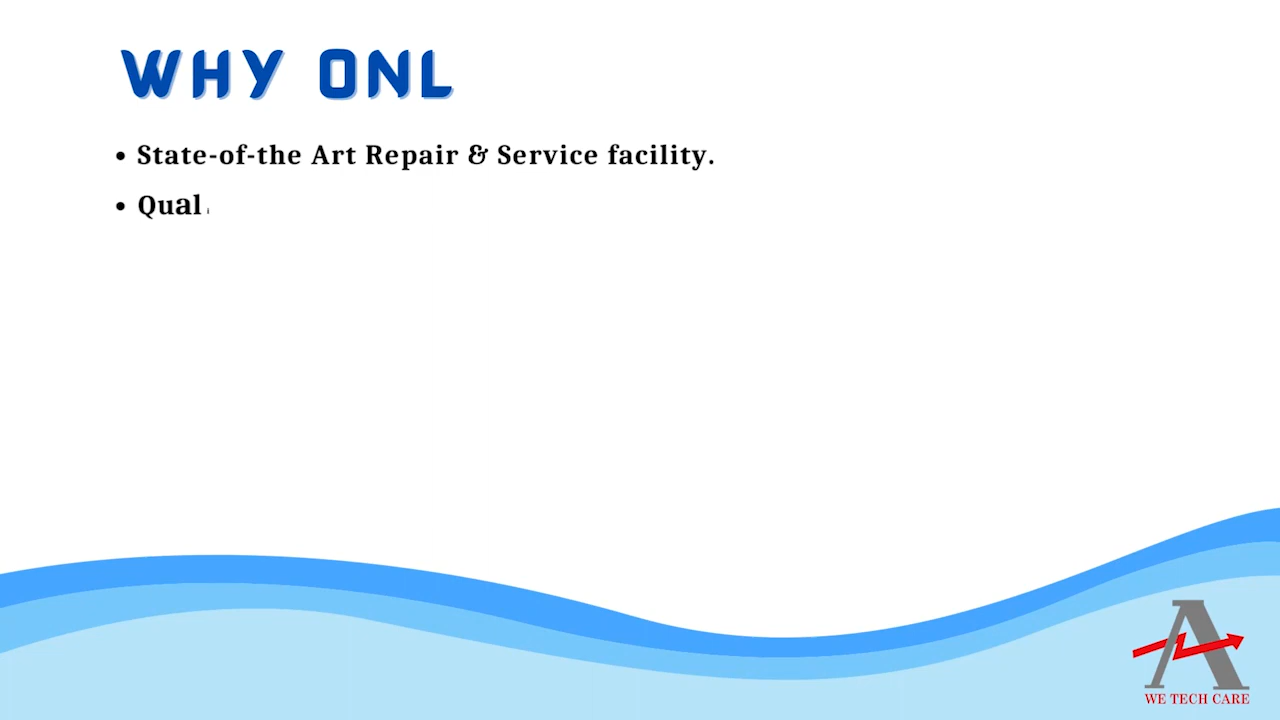 WHY ONL
• State-of-the Art Repair & Service facility.
• Qual
WE TECH CARE